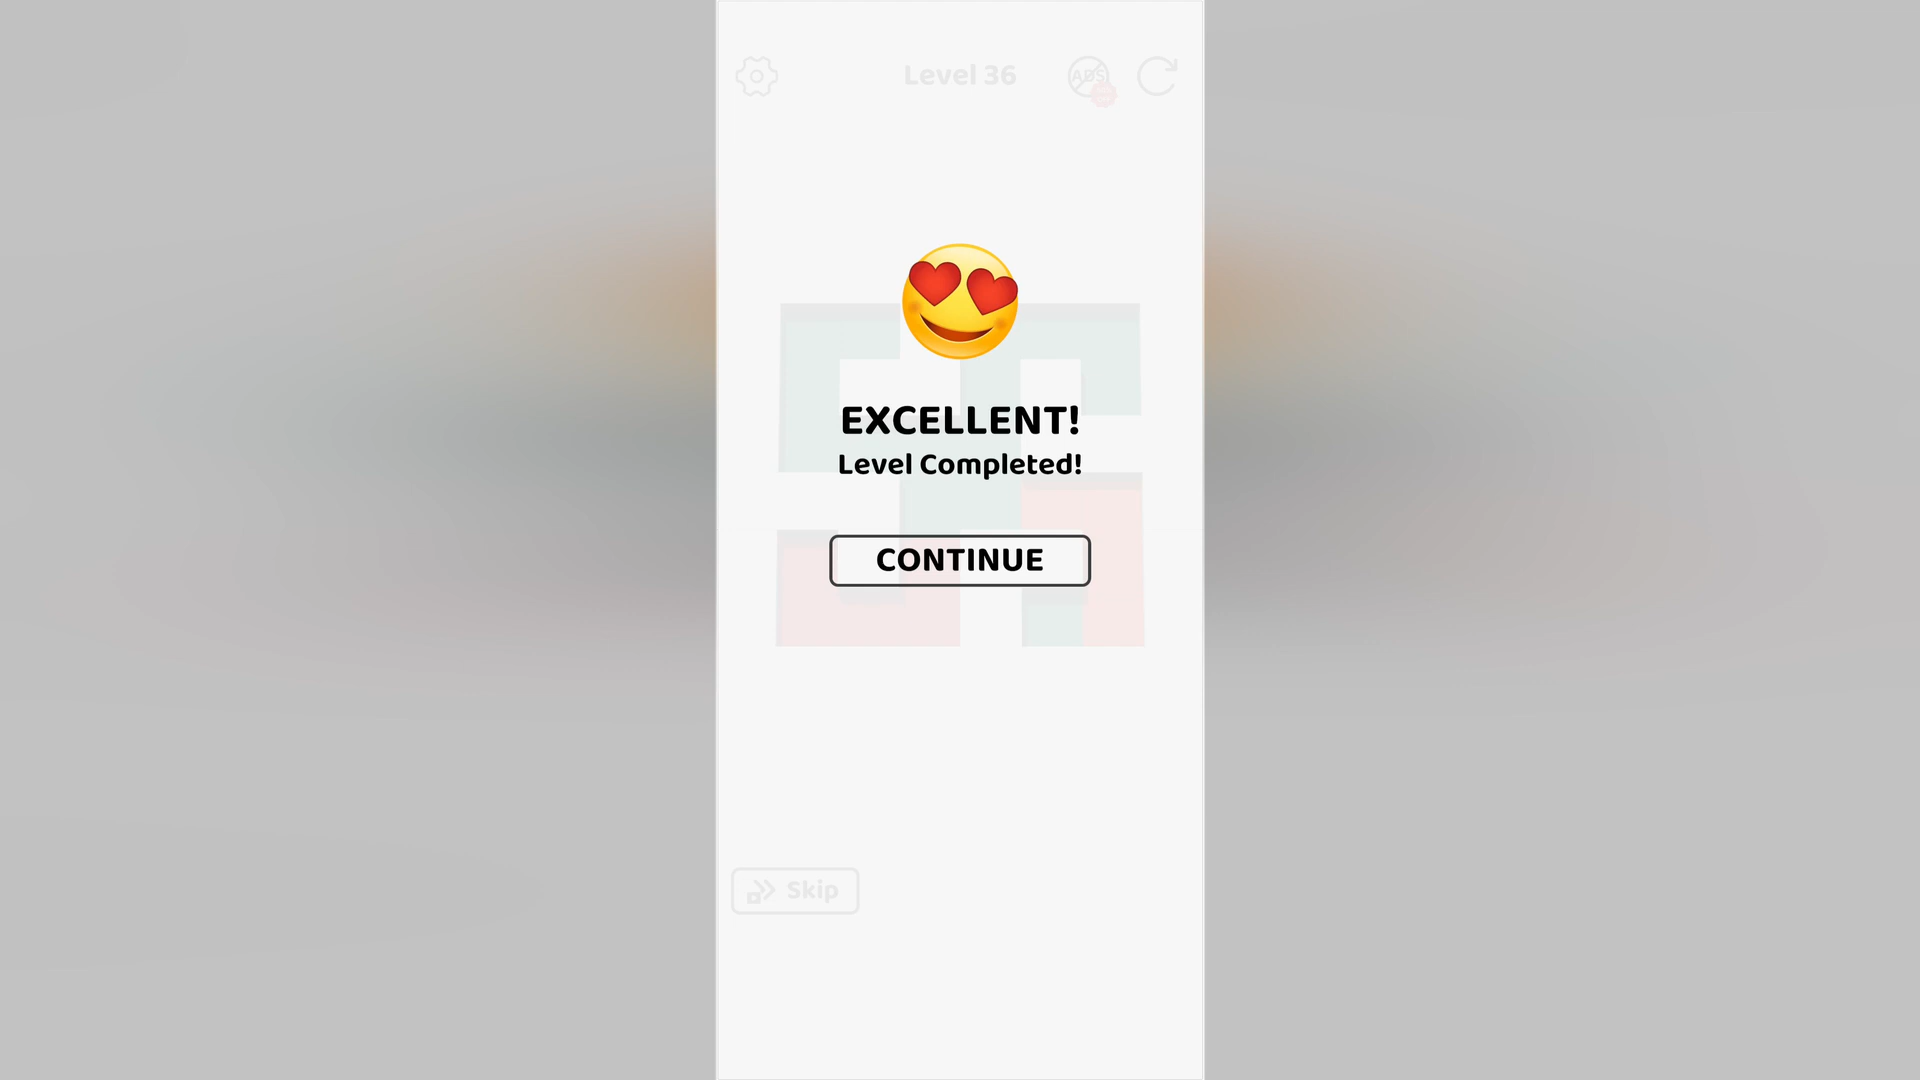 Level 36
ADS
EXCELLENT!
Level Completed!
CONTINUE
Skip